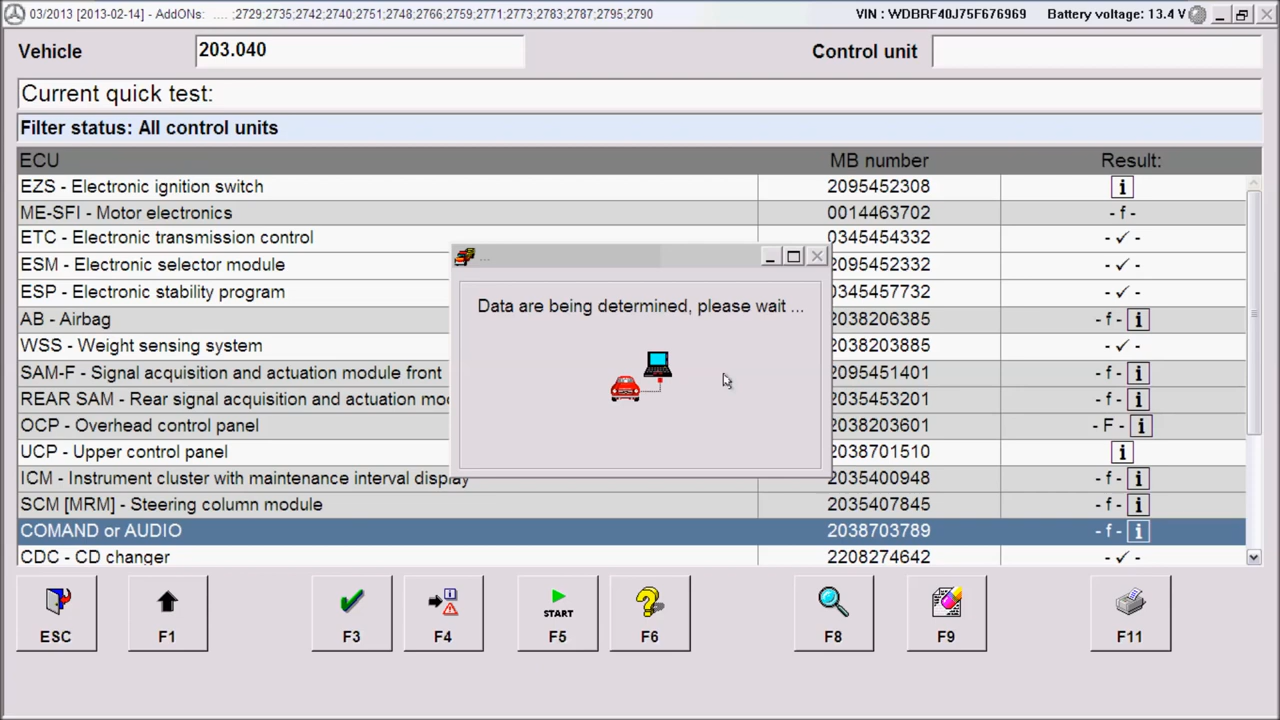 03/2013 [2013-02-14] - AddONs: ..... ;2729;2735;2742;2740;2751;2748;2766;2759;2771;2773;2783;2787;2795;2790 VIN : WDBRF40J75F676969 Battery voltage: 13.4 V
Vehicle 203.040 Control unit
Current quick test:
Filter status: All control units
ECU MB number Result:
EZS - Electronic ignition switch 2095452308 i
ME-SFI - Motor electronics 0014463702 - f -
ETC - Electronic transmission control 0345454332 - ✓ -
ESM - Electronic selector module 2095452332 - ✓ -
ESP - Electronic stability program 0345457732 - ✓ -
AB - Airbag 2038206385 - f - i
WSS - Weight sensing system 2038203885 - ✓ -
SAM-F - Signal acquisition and actuation module front 2095451401 - f - i
REAR SAM - Rear signal acquisition and actuation mo 2035453201 - f - i
OCP - Overhead control panel 2038203601 - F - i
UCP - Upper control panel 2038701510 i
ICM - Instrument cluster with maintenance interval display 2035400948 - f - i
SCM [MRM] - Steering column module 2035407845 - f - i
COMAND or AUDIO 2038703789 - f - i
CDC - CD changer 2208274642 - ✓ -
...
Data are being determined, please wait ...
START
ESC F1 F3 F4 F5 F6 F8 F9 F11